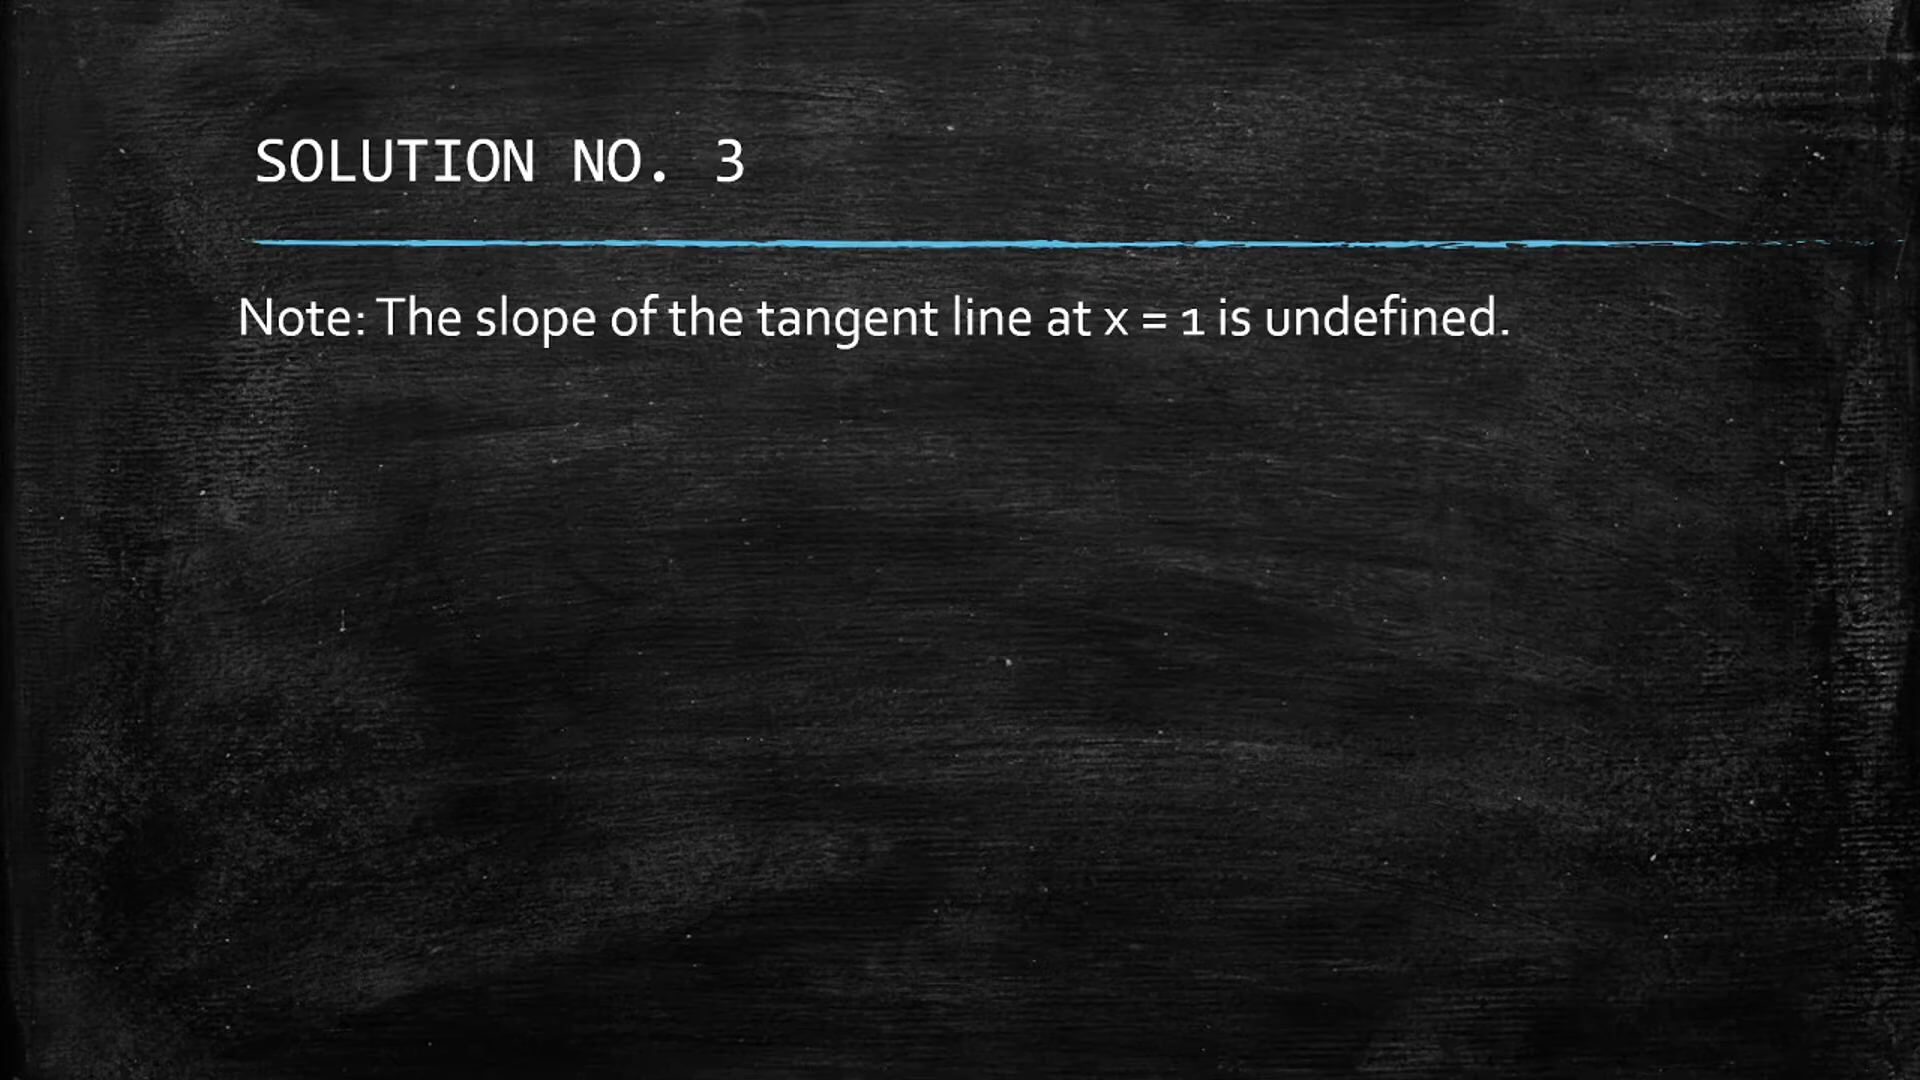 SOLUTION NO. 3
Note: The slope of the tangent line at x = 1 is undefined.